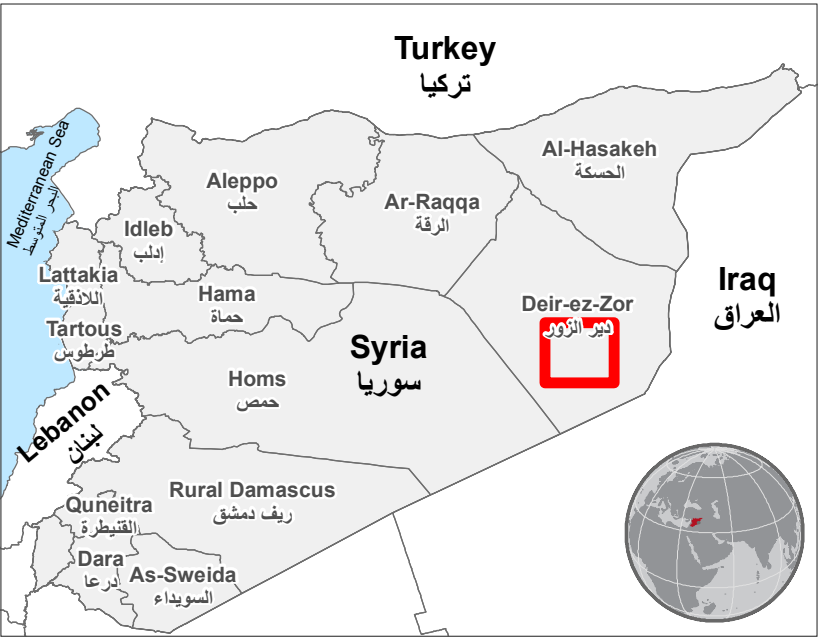 Turkey
تركيا
Al-Hasakeh
الحسكة
Aleppo
حلب
Ar-Raqqa
الرقة
Mediterranean Sea
البحر المتوسط
Idleb
إدلب
Lattakia
اللاذقية
Hama
حماة
Deir-ez-Zor
دير الزور
Iraq
العراق
Tartous
طرطوس
Syria
سوريا
Homs
حمص
Lebanon
لبنان
Rural Damascus
ريف دمشق
Quneitra
القنيطرة
Dara
درعا
As-Sweida
السويداء